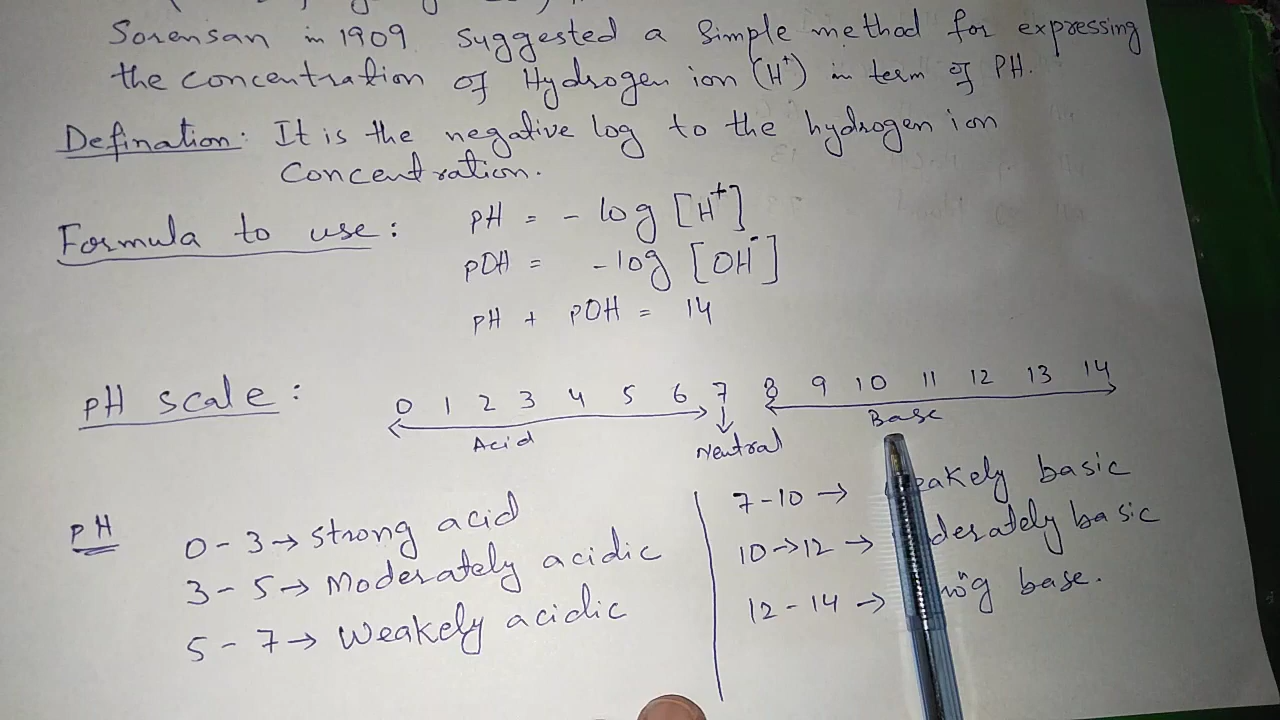 Sorensan in 1909 suggested a simple method for expressing
the concentration of Hydrogen ion (H⁺) in term of PH.
Defination: It is the negative log to the hydrogen ion
Concentration.
Formula to use: pH = - log [H⁺]
pOH = - log [OH⁻]
pH + pOH = 14
pH scale: 0 1 2 3 4 5 6 7 8 9 10 11 12 13 14
Acid Neutral Base
PH 0 - 3 → strong acid
3 - 5 → Moderately acidic
5 - 7 → Weakely acidic
7 - 10 → basic
10 → 12 → basic
12 - 14 → base.